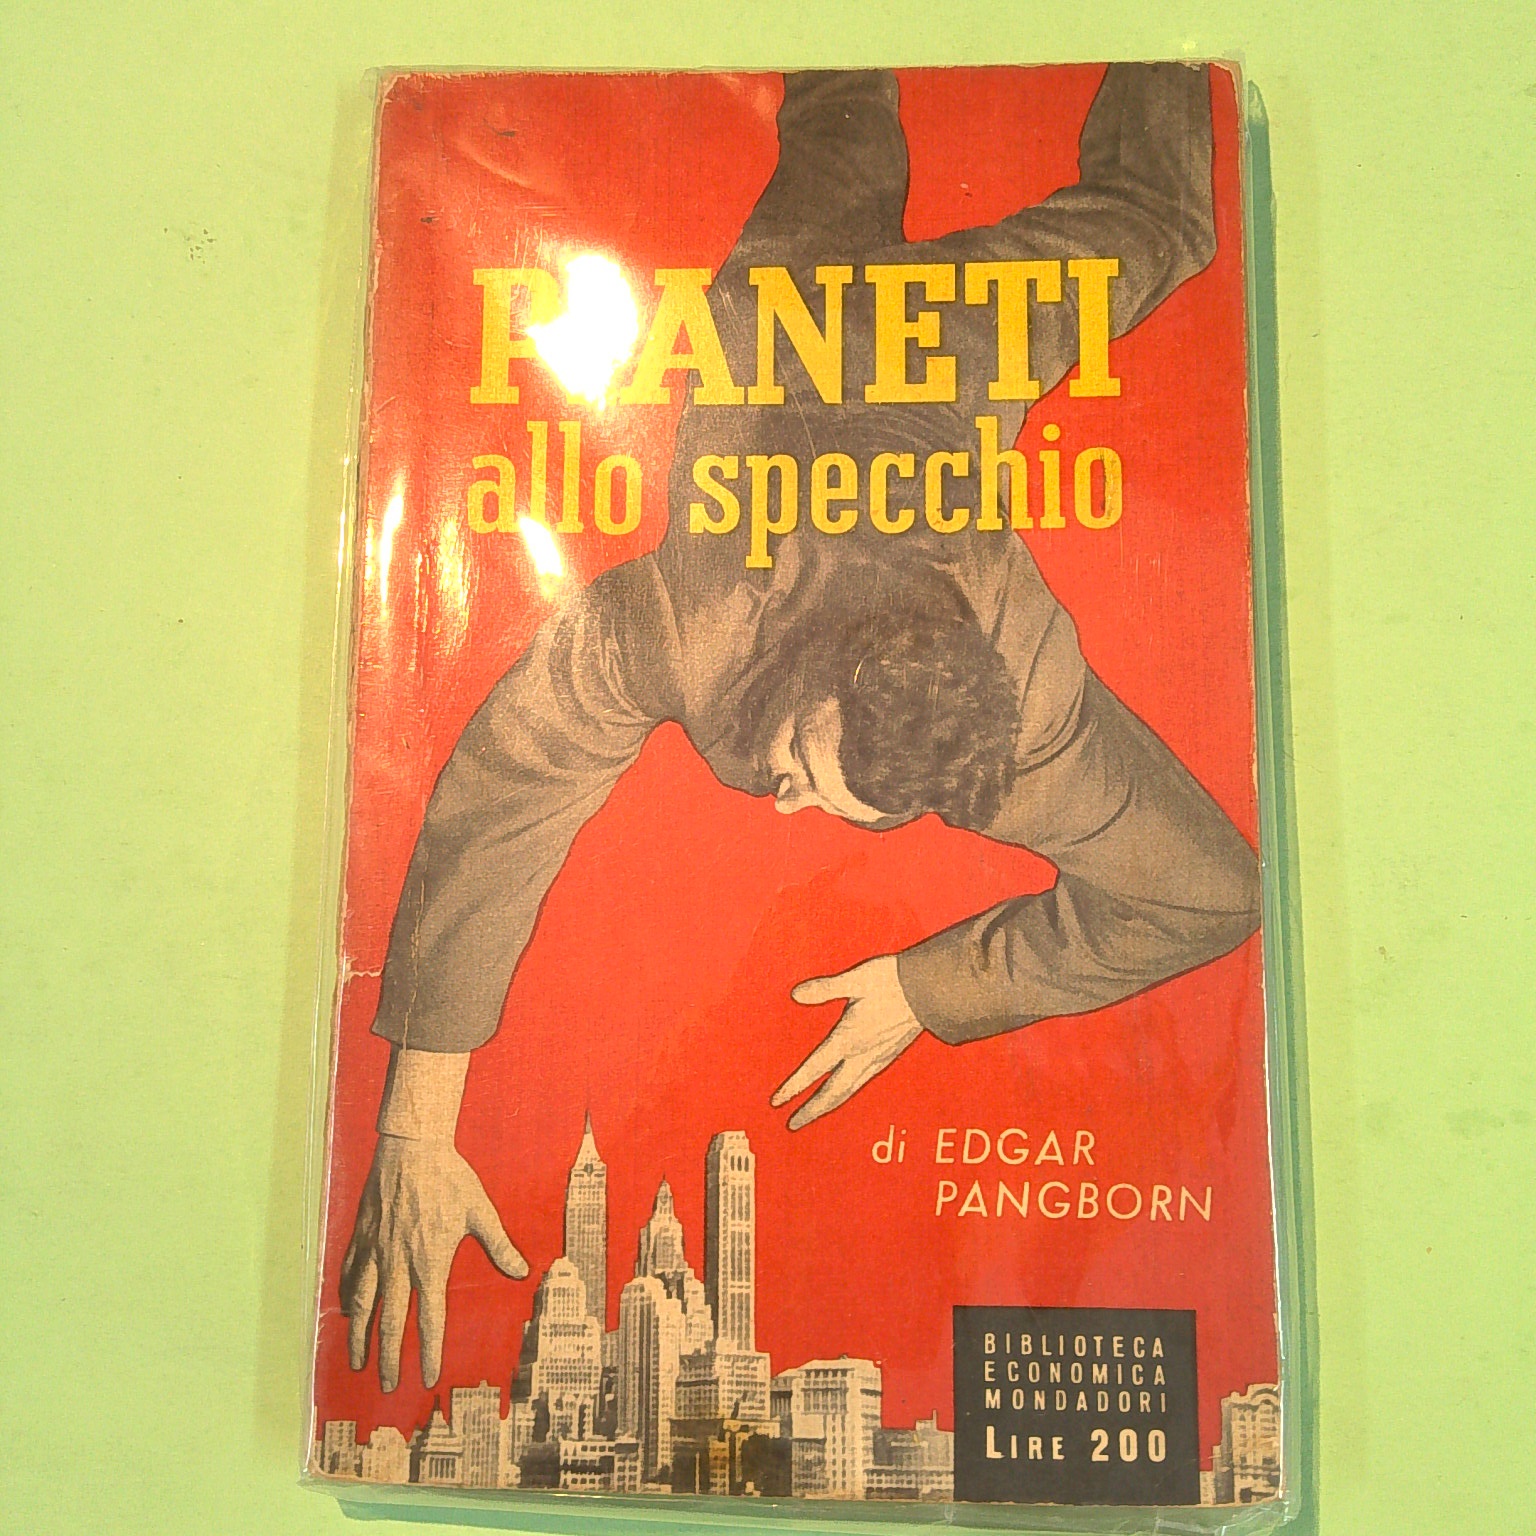 PIANETI
allo specchio
di EDGAR
PANGBORN
BIBLIOTECA
ECONOMICA
MONDADORI
LIRE 200